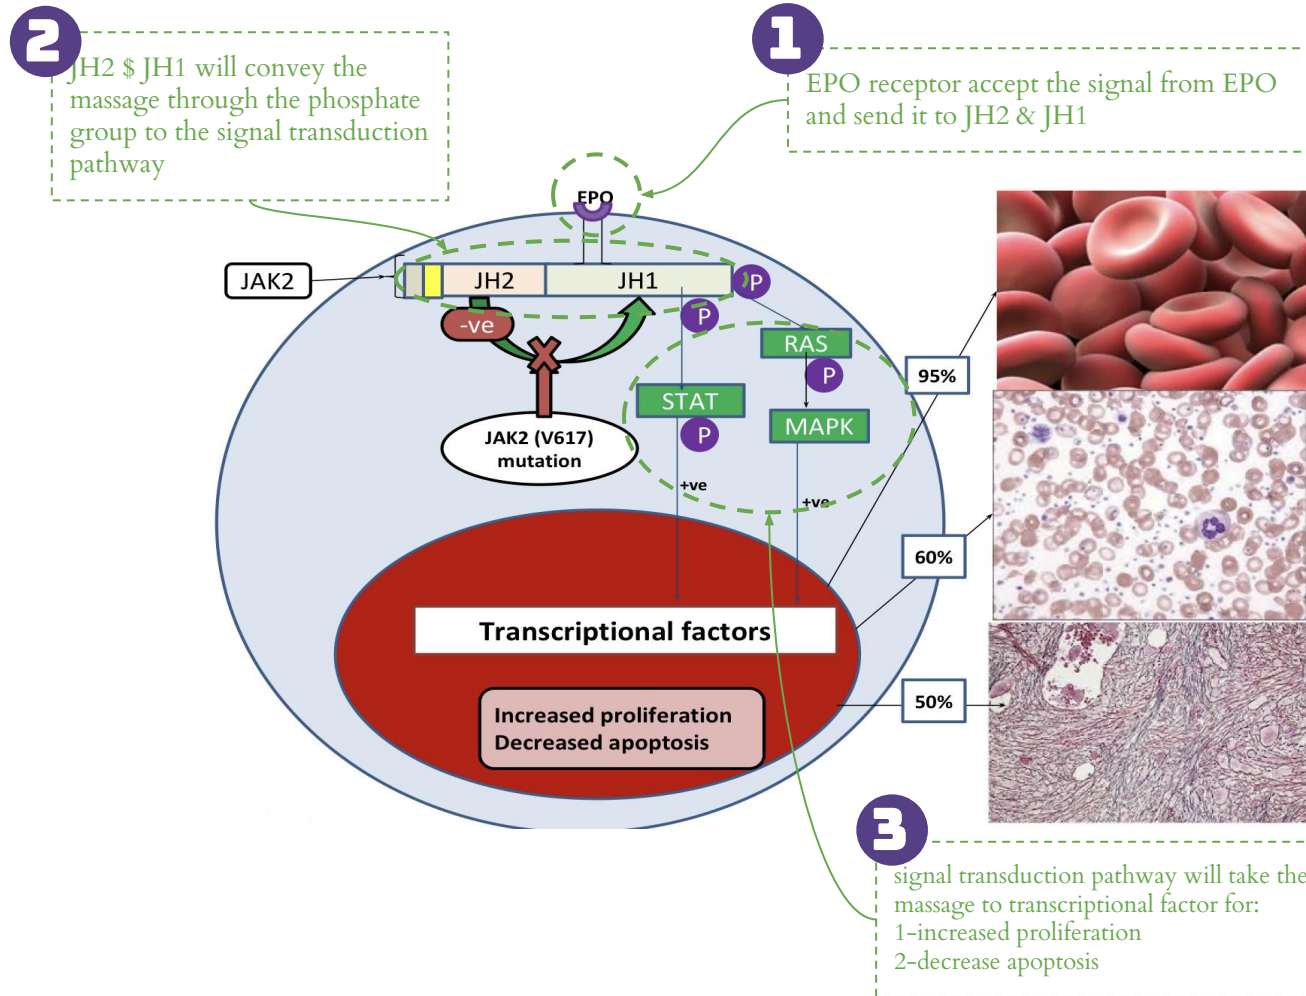 2
JH2 $ JH1 will convey the
massage through the phosphate
group to the signal transduction
pathway
1
EPO receptor accept the signal from EPO
and send it to JH2 & JH1
EPO
JAK2
JH2
JH1
P
P
-ve
RAS
P
STAT
P
MAPK
JAK2 (V617)
mutation
+ve
+ve
95%
60%
50%
Transcriptional factors
Increased proliferation
Decreased apoptosis
3
signal transduction pathway will take the
massage to transcriptional factor for:
1-increased proliferation
2-decrease apoptosis